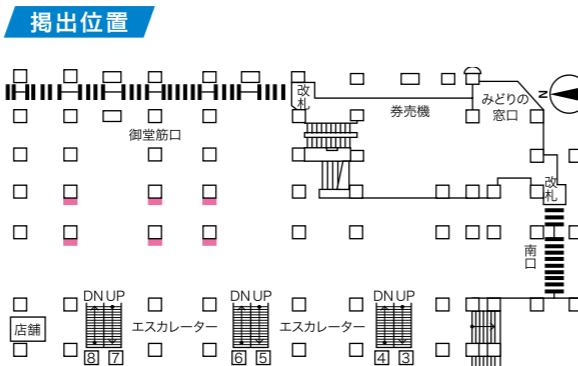 掲出位置
改札
券売機
みどりの
窓口
N
御堂筋口
改札
南口
DN UP
DN UP
DN UP
店舗
エスカレーター
エスカレーター
8 7
6 5
4 3